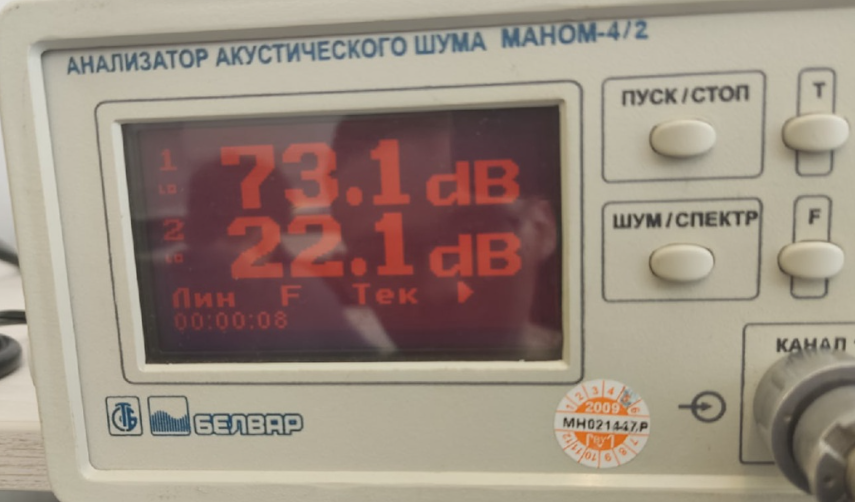 АНАЛИЗАТОР АКУСТИЧЕСКОГО ШУМА МАНОМ-4/2
1 73.1 dB
2 22.1 dB
Лин F Тек
00:00:08
ПУСК/СТОП
T
ШУМ/СПЕКТР
F
КАНАЛ
БЕЛВАР
2009
МН021447Р